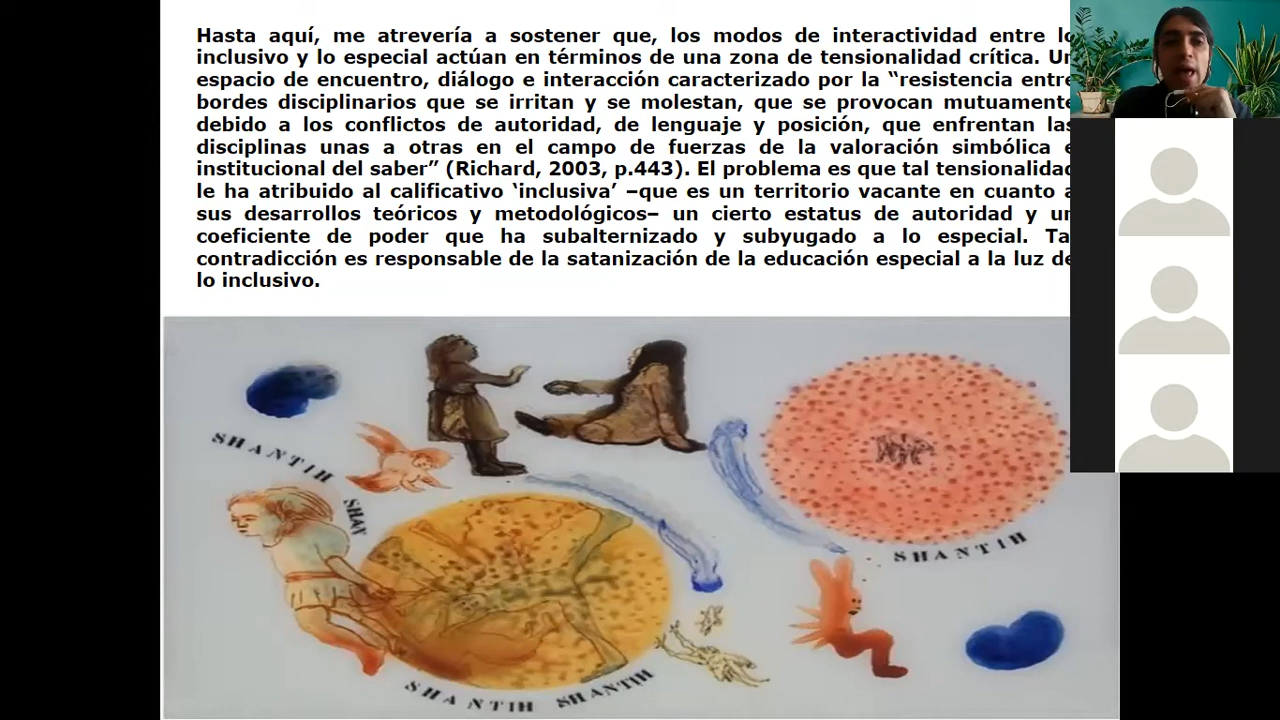 Hasta aquí, me atrevería a sostener que, los modos de interactividad entre lo
inclusivo y lo especial actúan en términos de una zona de tensionalidad crítica. Un
espacio de encuentro, diálogo e interacción caracterizado por la “resistencia entre
bordes disciplinarios que se irritan y se molestan, que se provocan mutuamente
debido a los conflictos de autoridad, de lenguaje y posición, que enfrentan las
disciplinas unas a otras en el campo de fuerzas de la valoración simbólica e
institucional del saber” (Richard, 2003, p.443). El problema es que tal tensionalidad
le ha atribuido al calificativo ‘inclusiva’ –que es un territorio vacante en cuanto a
sus desarrollos teóricos y metodológicos– un cierto estatus de autoridad y un
coeficiente de poder que ha subalternizado y subyugado a lo especial. Ta
contradicción es responsable de la satanización de la educación especial a la luz de
lo inclusivo.
SHANTIH
SHAN
SHANTIH
SHANTIH SHANTIH